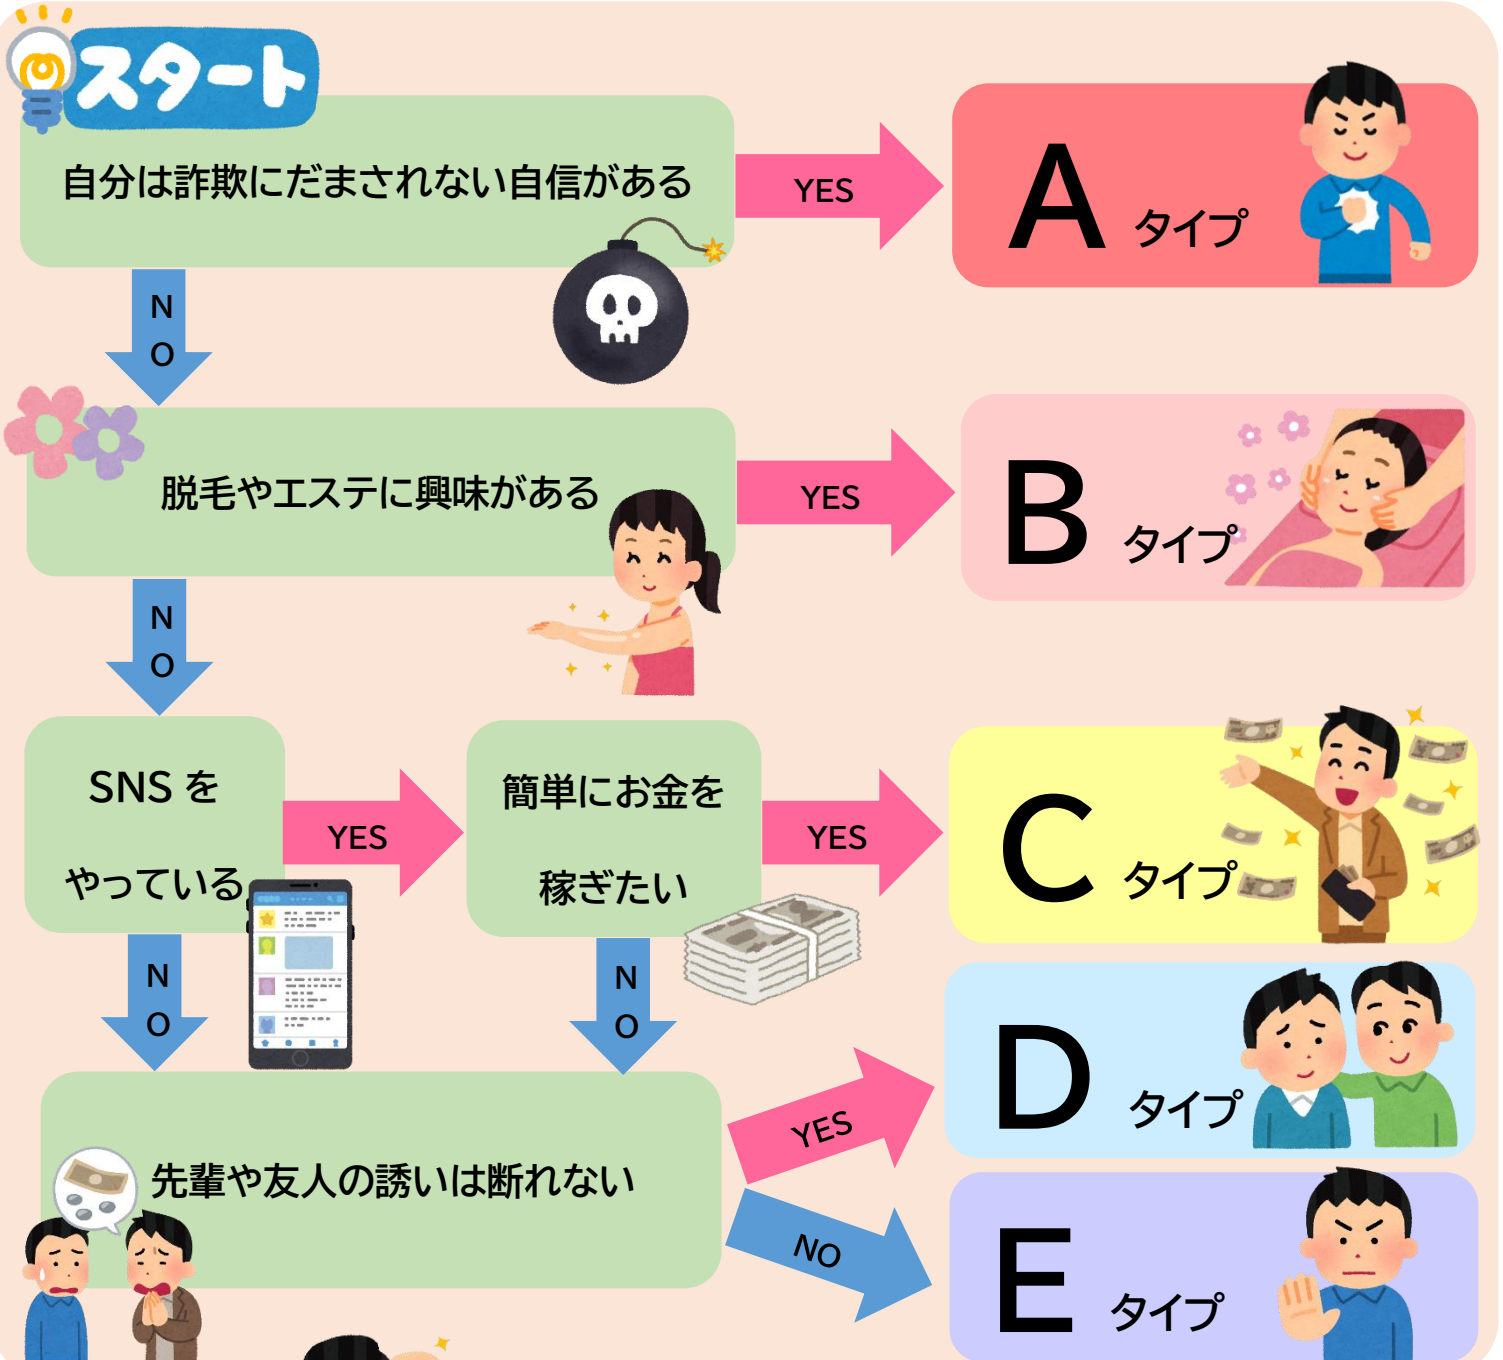 スタート
自分は詐欺にだまされない自信がある
YES
A タイプ
N
O
脱毛やエステに興味がある
YES
B タイプ
N
O
SNS を
やっている
YES
簡単にお金を
稼ぎたい
YES
C タイプ
N
O
N
O
先輩や友人の誘いは断れない
YES
D タイプ
NO
E タイプ